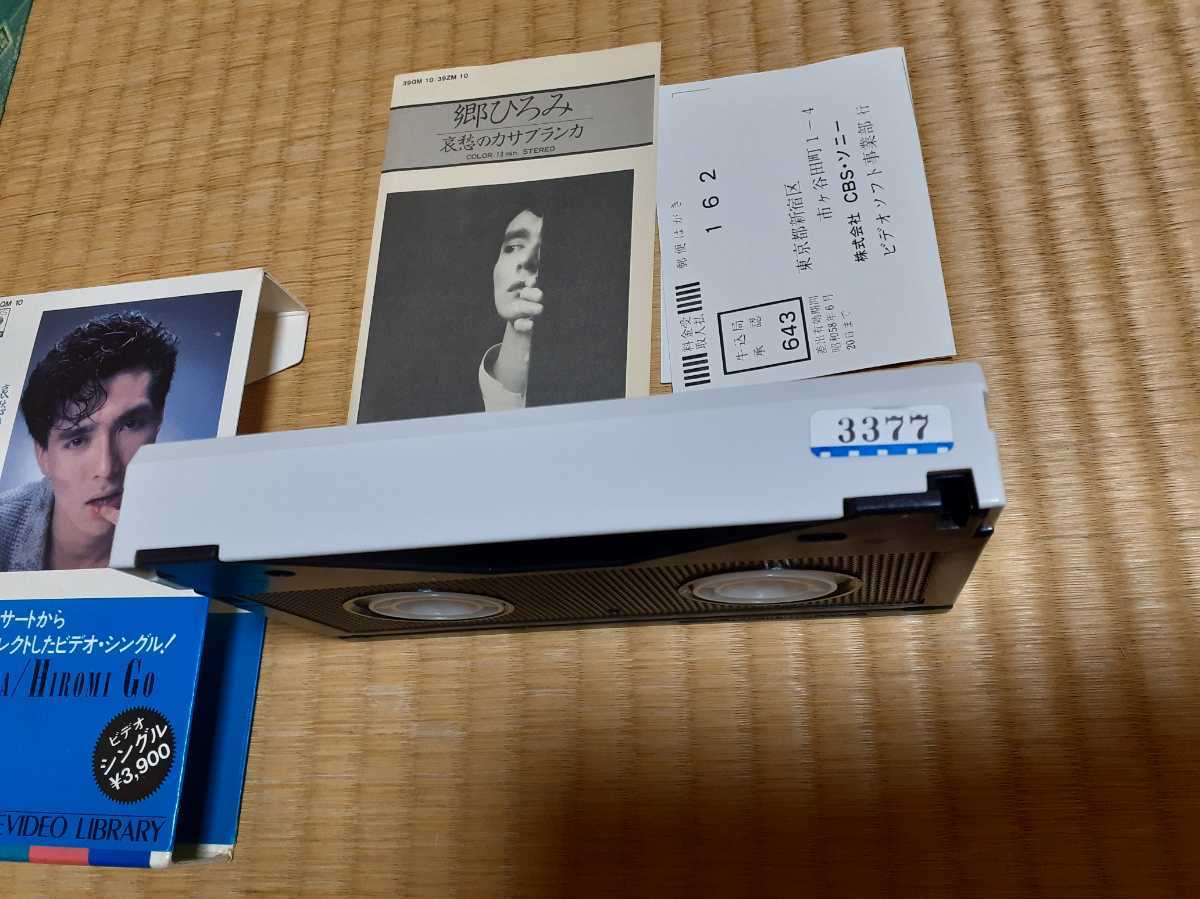 39QM 10 39ZM 10
郷ひろみ
哀愁のカサブランカ
COLOR/13 min. STEREO
郵便はがき
162
東京都新宿区
市ヶ谷田町1-4
株式会社 CBS・ソニー
ビデオソフト事業部 行
料金受
取人払
牛込局
承認
643
差出有効期間
昭和58年6月
20日まで
QM 10
3377
サートから
レクトしたビデオ・シングル!
A/HIROMI GO
ビデオ
シングル
¥3,900
VIDEO LIBRARY